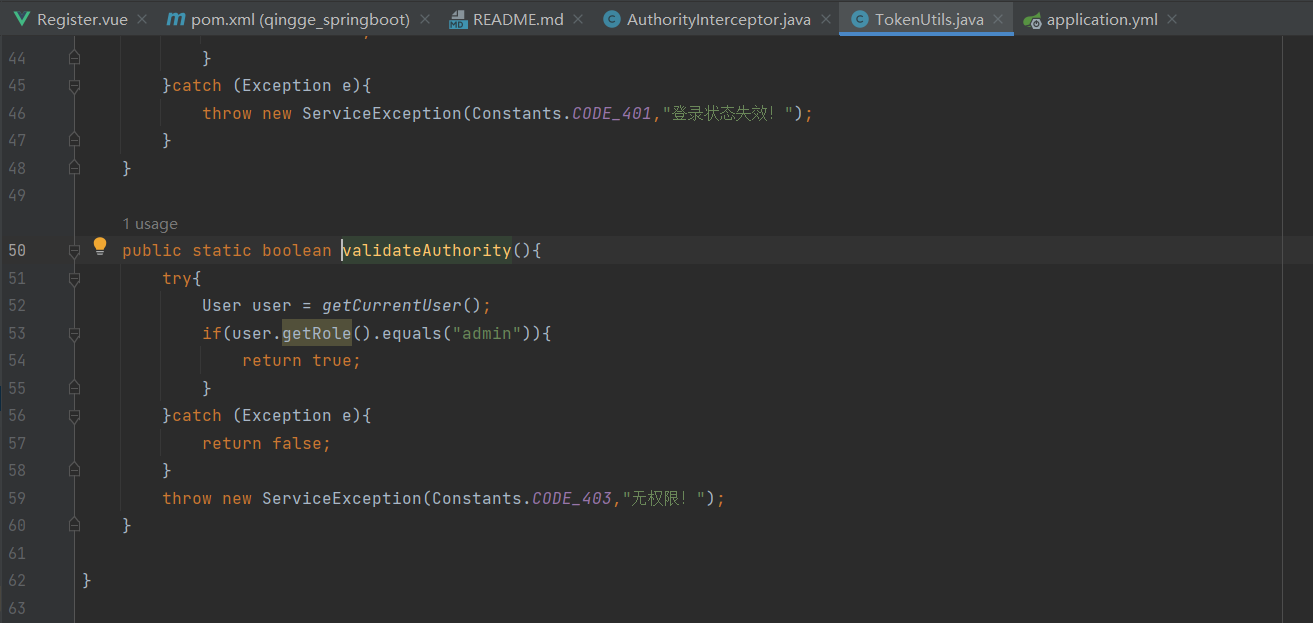 Register.vue pom.xml (qingge_springboot) README.md AuthorityInterceptor.java TokenUtils.java application.yml
44 }
45 }catch (Exception e){
46 throw new ServiceException(Constants.CODE_401,"登录状态失效！");
47 }
48 }
49
1 usage
50 public static boolean validateAuthority(){
51 try{
52 User user = getCurrentUser();
53 if(user.getRole().equals("admin")){
54 return true;
55 }
56 }catch (Exception e){
57 return false;
58 }
59 throw new ServiceException(Constants.CODE_403,"无权限！");
60 }
61
62 }
63